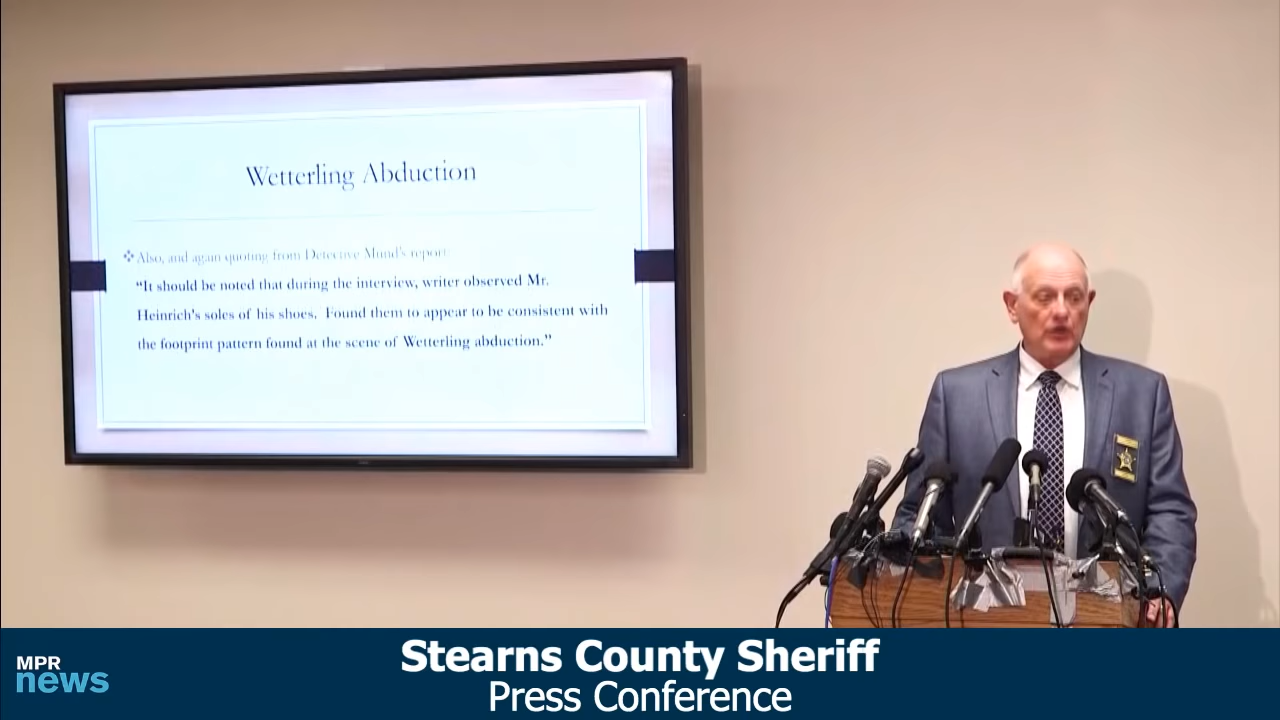 Wetterling Abduction
❖Also, and again quoting from Detective Mund's report:
“It should be noted that during the interview, writer observed Mr.
Heinrich's soles of his shoes. Found them to appear to be consistent with
the footprint pattern found at the scene of Wetterling abduction.”
Stearns County Sheriff
Press Conference
MPR
news